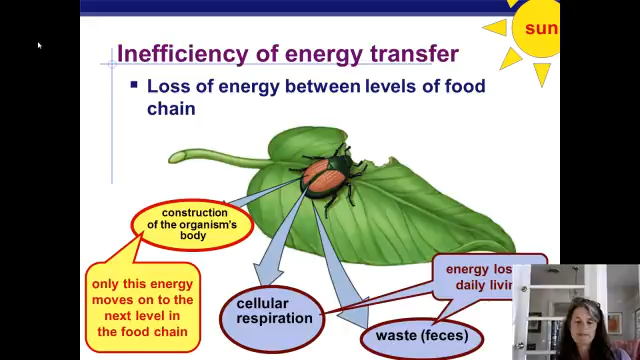 sun
Inefficiency of energy transfer
Loss of energy between levels of food
chain
construction
of the organism's
body
only this energy
moves on to the
next level in
the food chain
cellular
respiration
energy los
daily livin
waste (feces)